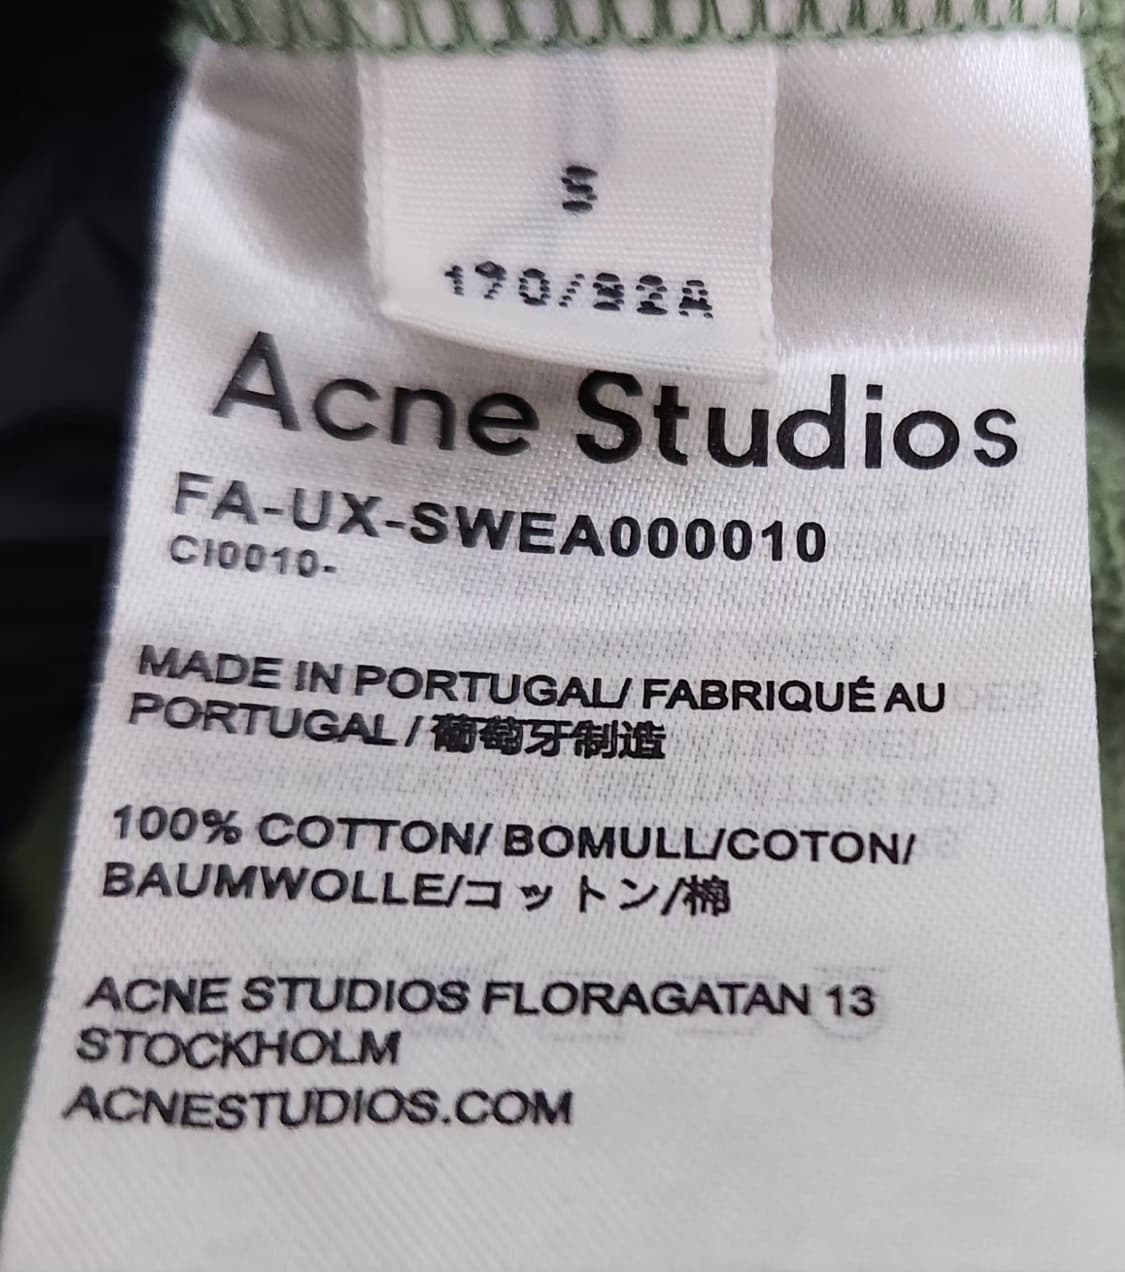 S
170/92A
Acne Studios
FA-UX-SWEA000010
CI0010-
MADE IN PORTUGAL/ FABRIQUÉ AU
PORTUGAL / 葡萄牙制造
100% COTTON/ BOMULL/COTON/
BAUMWOLLE/コットン/棉
ACNE STUDIOS FLORAGATAN 13
STOCKHOLM
ACNESTUDIOS.COM